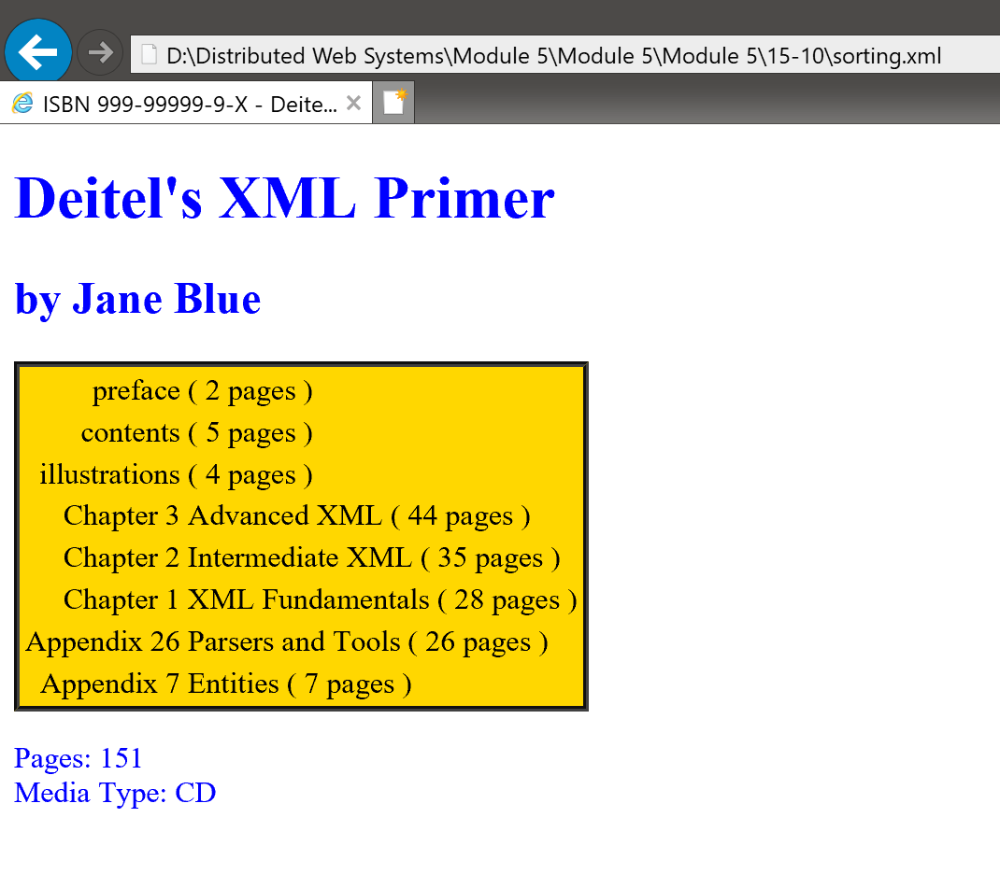 D:\Distributed Web Systems\Module 5\Module 5\Module 5\15-10\sorting.xml
ISBN 999-99999-9-X - Deite...
Deitel's XML Primer
by Jane Blue
preface ( 2 pages )
contents ( 5 pages )
illustrations ( 4 pages )
Chapter 3 Advanced XML ( 44 pages )
Chapter 2 Intermediate XML ( 35 pages )
Chapter 1 XML Fundamentals ( 28 pages )
Appendix 26 Parsers and Tools ( 26 pages )
Appendix 7 Entities ( 7 pages )
Pages: 151
Media Type: CD